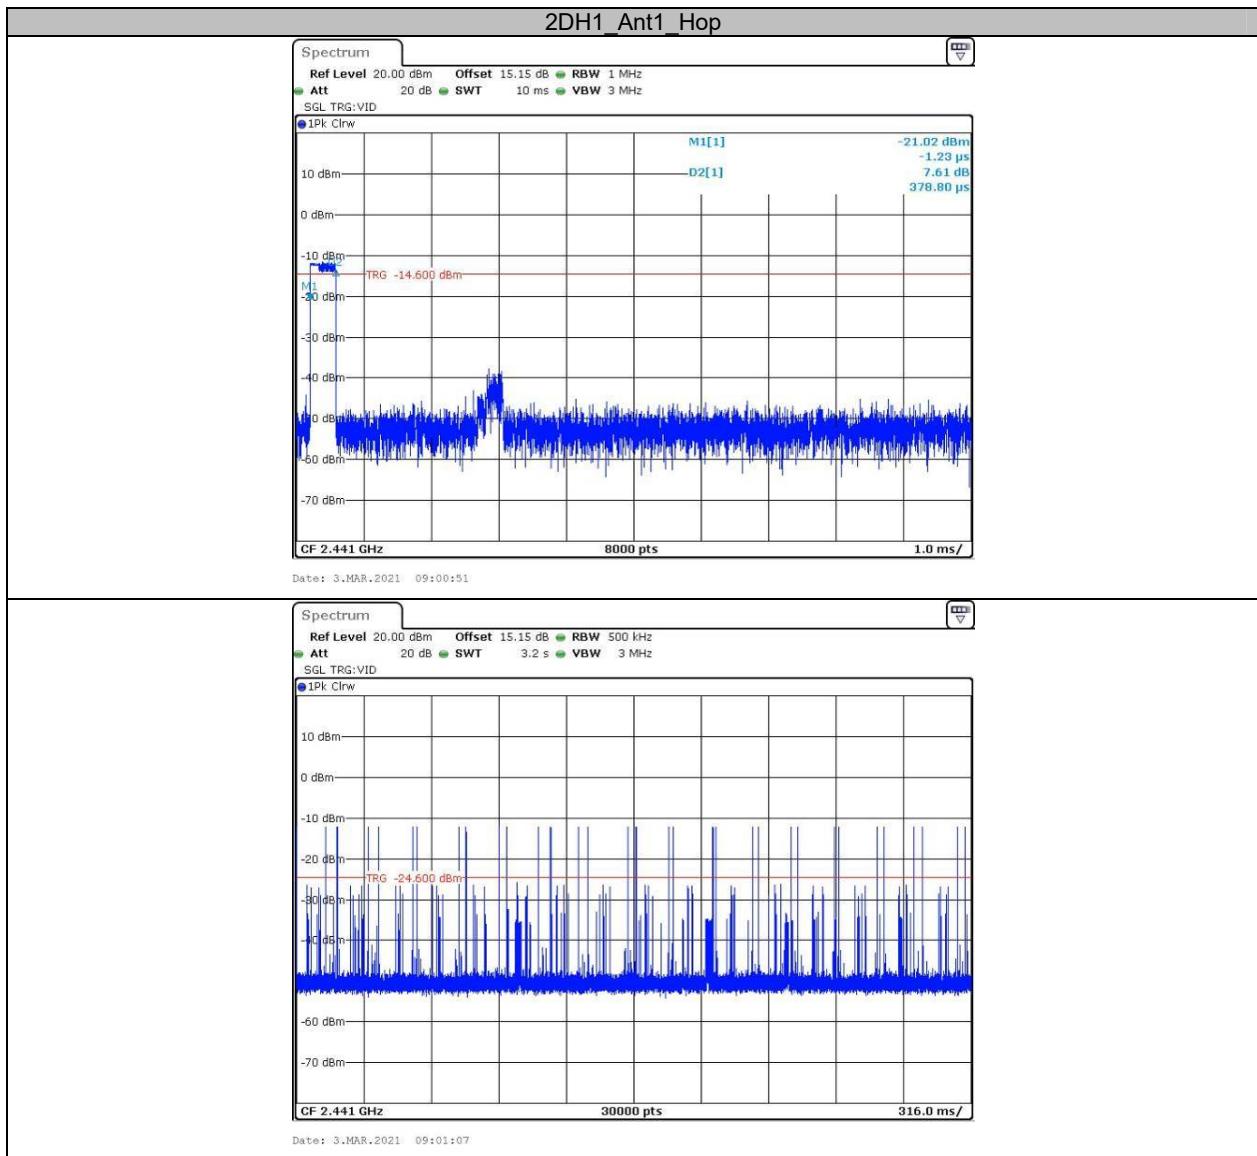 2DH1_Ant1_Hop
Spectrum
Ref Level 20.00 dBm Offset 15.15 dB RBW 1 MHz
Att 20 dB SWT 10 ms VBW 3 MHz
SGL TRG:VID
1Pk Clrw
M1[1] -21.02 dBm
-1.23 µs
D2[1] 7.61 dB
378.80 µs
10 dBm
0 dBm
-10 dBm
D2
TRG -14.600 dBm
M1
-20 dBm
-30 dBm
-40 dBm
-50 dBm
-60 dBm
-70 dBm
CF 2.441 GHz 8000 pts 1.0 ms/
Date: 3.MAR.2021 09:00:51
Spectrum
Ref Level 20.00 dBm Offset 15.15 dB RBW 500 kHz
Att 20 dB SWT 3.2 s VBW 3 MHz
SGL TRG:VID
1Pk Clrw
10 dBm
0 dBm
-10 dBm
-20 dBm
TRG -24.600 dBm
-30 dBm
-40 dBm
-60 dBm
-70 dBm
CF 2.441 GHz 30000 pts 316.0 ms/
Date: 3.MAR.2021 09:01:07